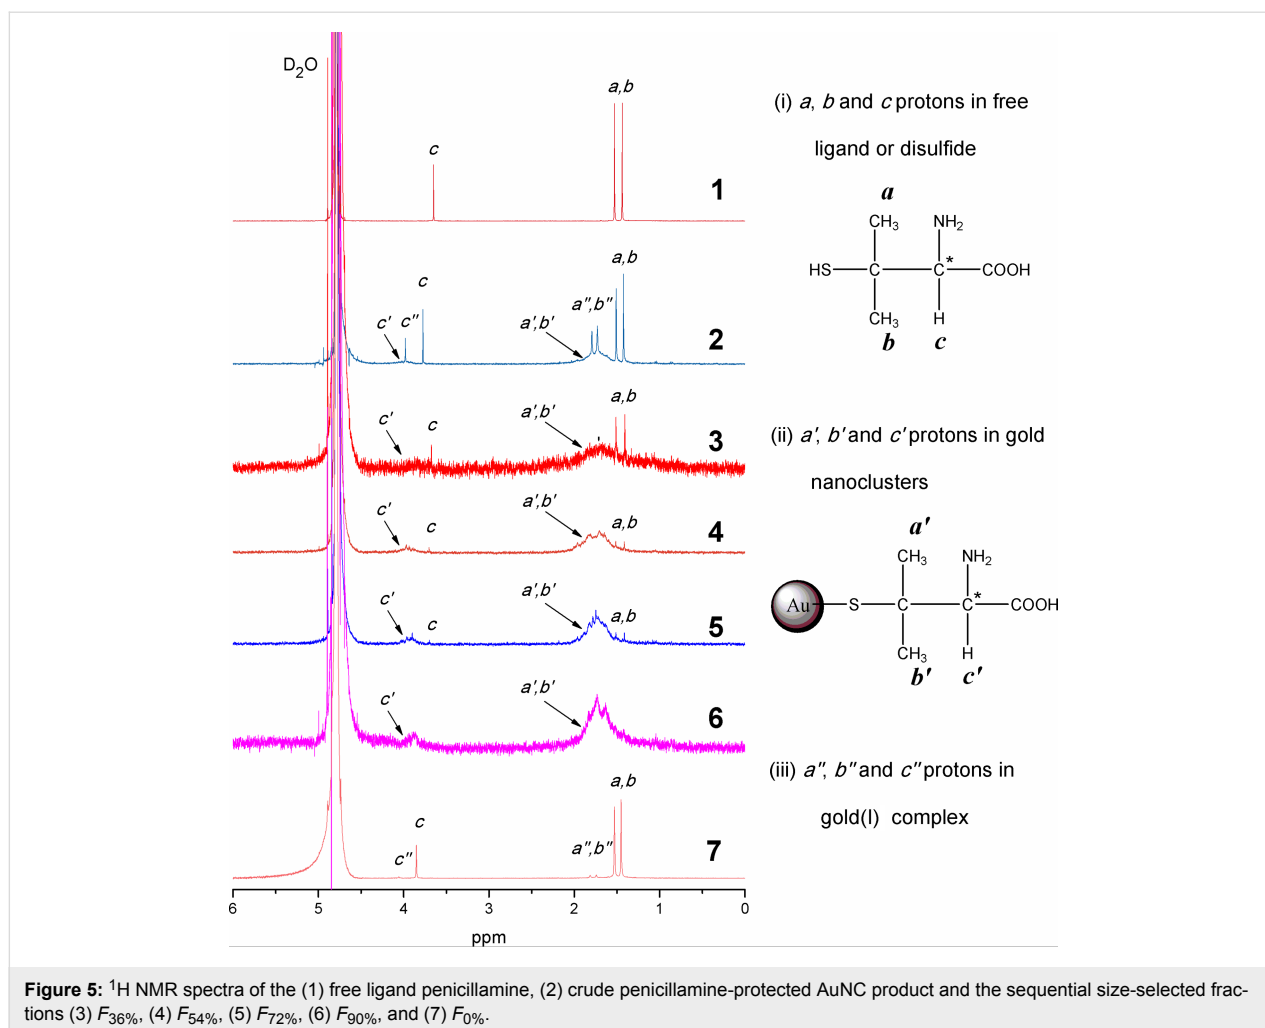 D2O
a,b
c
1
a,b
c
a",b"
c' c"
a',b'
2
a,b
a',b'
c'
c
3
a',b'
c'
c
a,b
4
a',b'
c'
c
a,b
5
a',b'
c'
6
a,b
c
c"
a",b"
7
6 5 4 3 2 1 0
ppm
(i) a, b and c protons in free
ligand or disulfide
a
CH3 NH2
HS C C * COOH
CH3 H
b c
(ii) a', b' and c' protons in gold
nanoclusters
a'
CH3 NH2
Au S C C * COOH
CH3 H
b' c'
(iii) a", b" and c" protons in
gold(I) complex
Figure 5: 1H NMR spectra of the (1) free ligand penicillamine, (2) crude penicillamine-protected AuNC product and the sequential size-selected frac-
tions (3) F36%, (4) F54%, (5) F72%, (6) F90%, and (7) F0%.